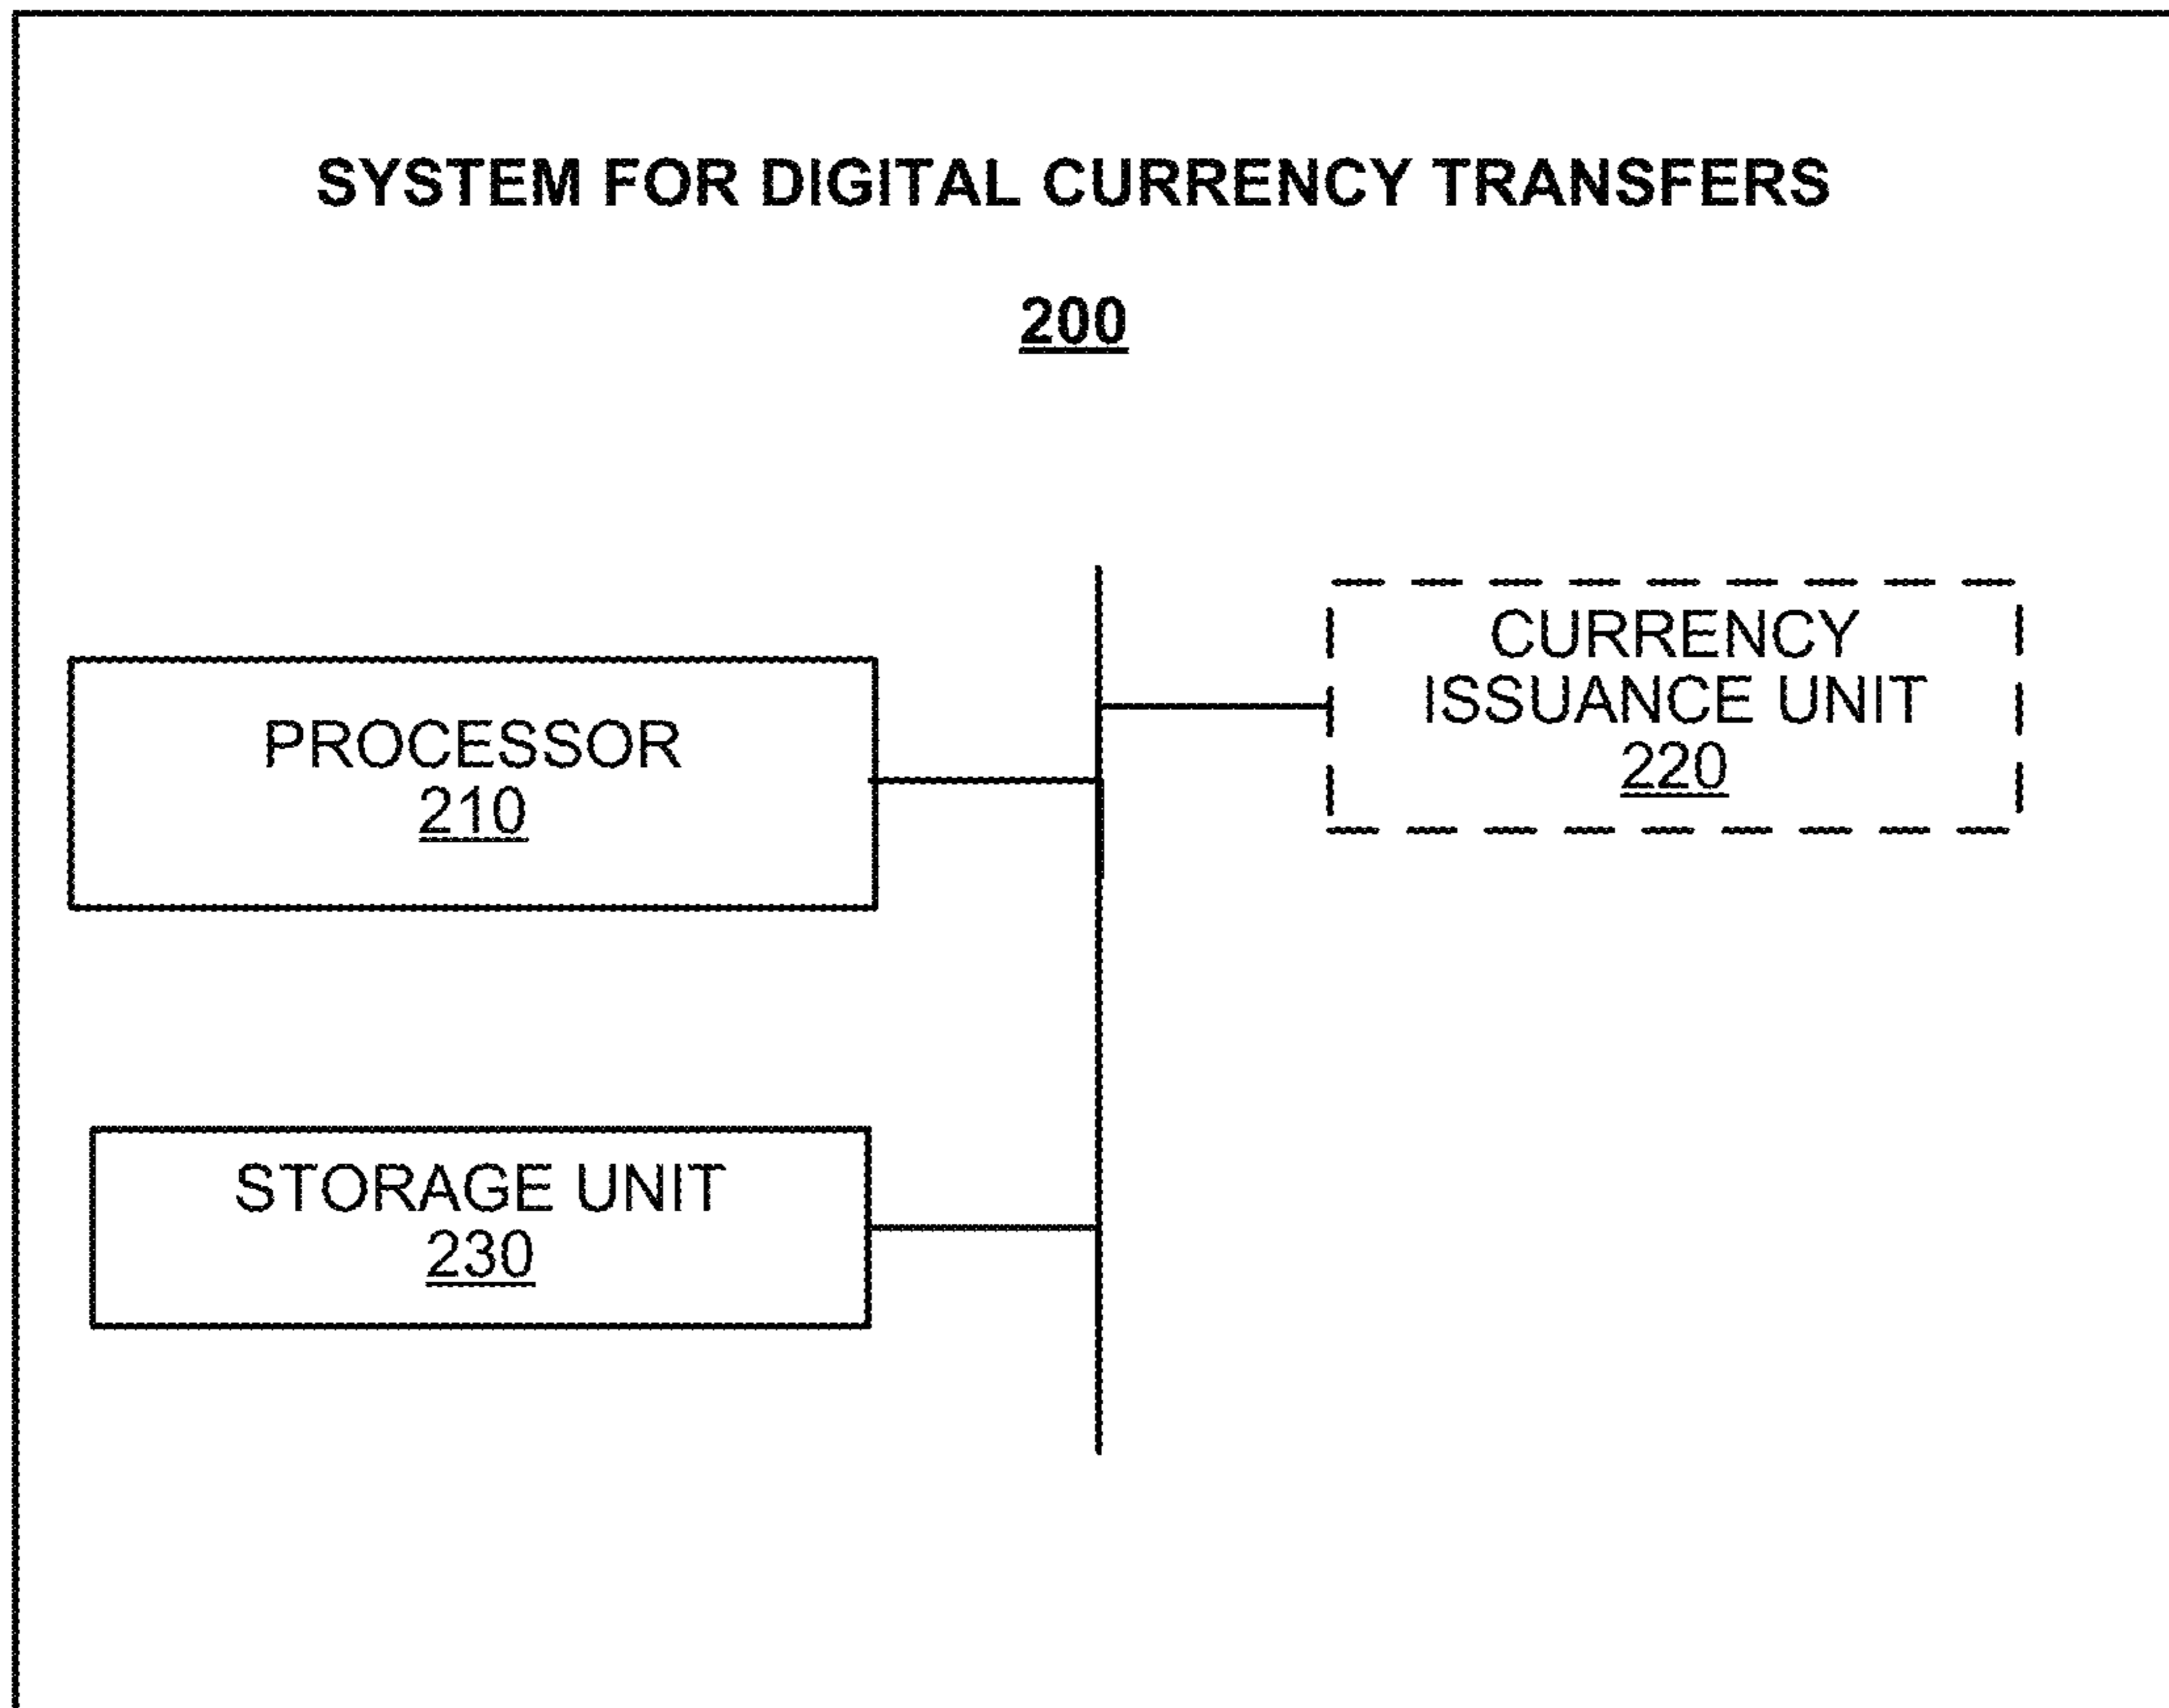 SYSTEM FOR DIGITAL CURRENCY TRANSFERS
200
PROCESSOR
210
CURRENCY
ISSUANCE UNIT
220
STORAGE UNIT
230